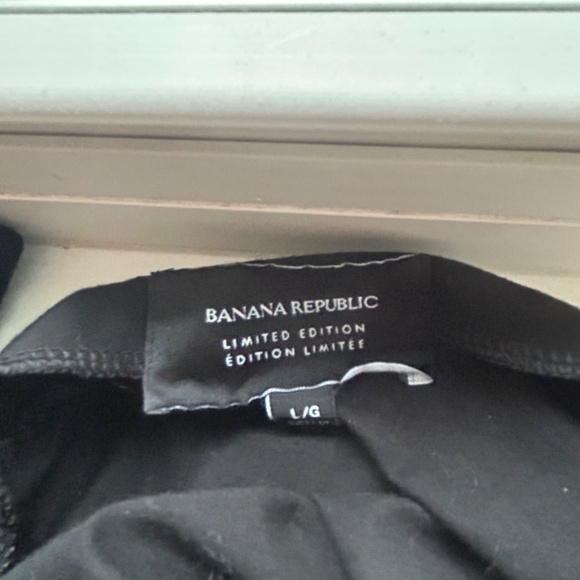 BANANA REPUBLIC
LIMITED EDITION
ÉDITION LIMITÉE
L/G